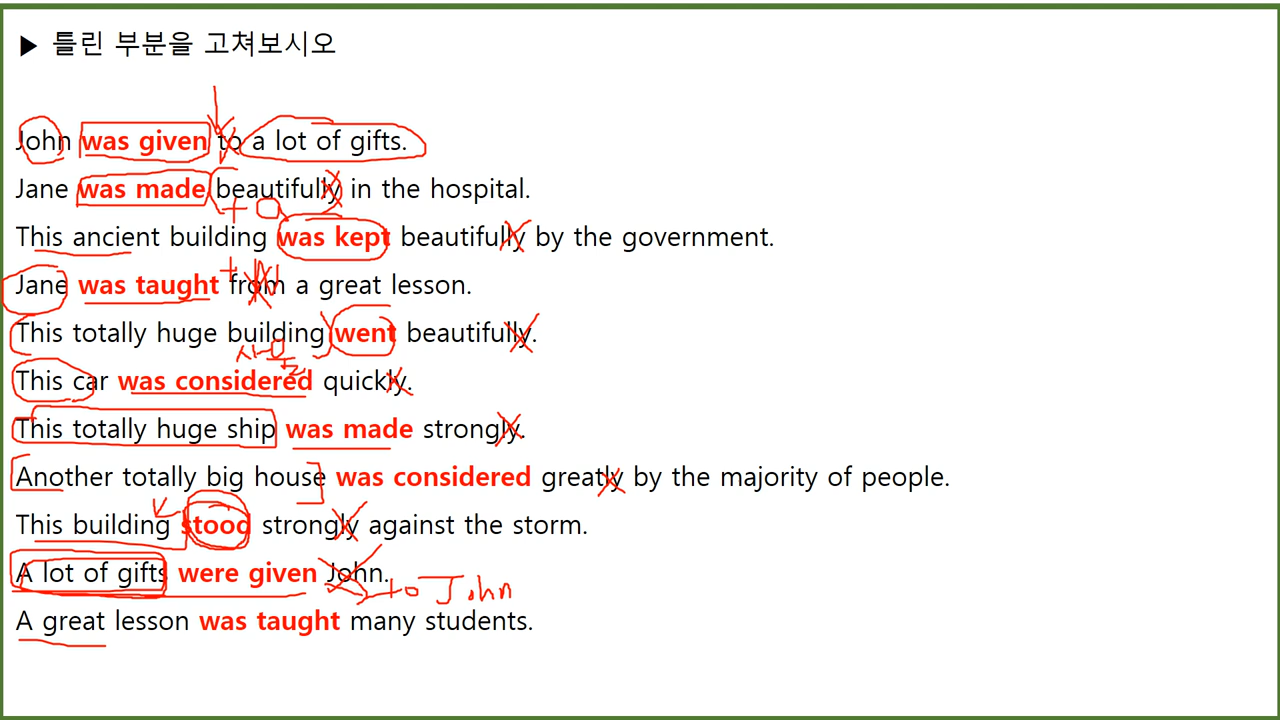 ▶ 틀린 부분을 고쳐보시오
John was given to a lot of gifts.
Jane was made beautifully in the hospital.
This ancient building was kept beautifully by the government.
Jane was taught from a great lesson.
This totally huge building went beautifully.
This car was considered quickly.
This totally huge ship was made strongly.
Another totally big house was considered greatly by the majority of people.
This building stood strongly against the storm.
A lot of gifts were given John.
to John
A great lesson was taught many students.